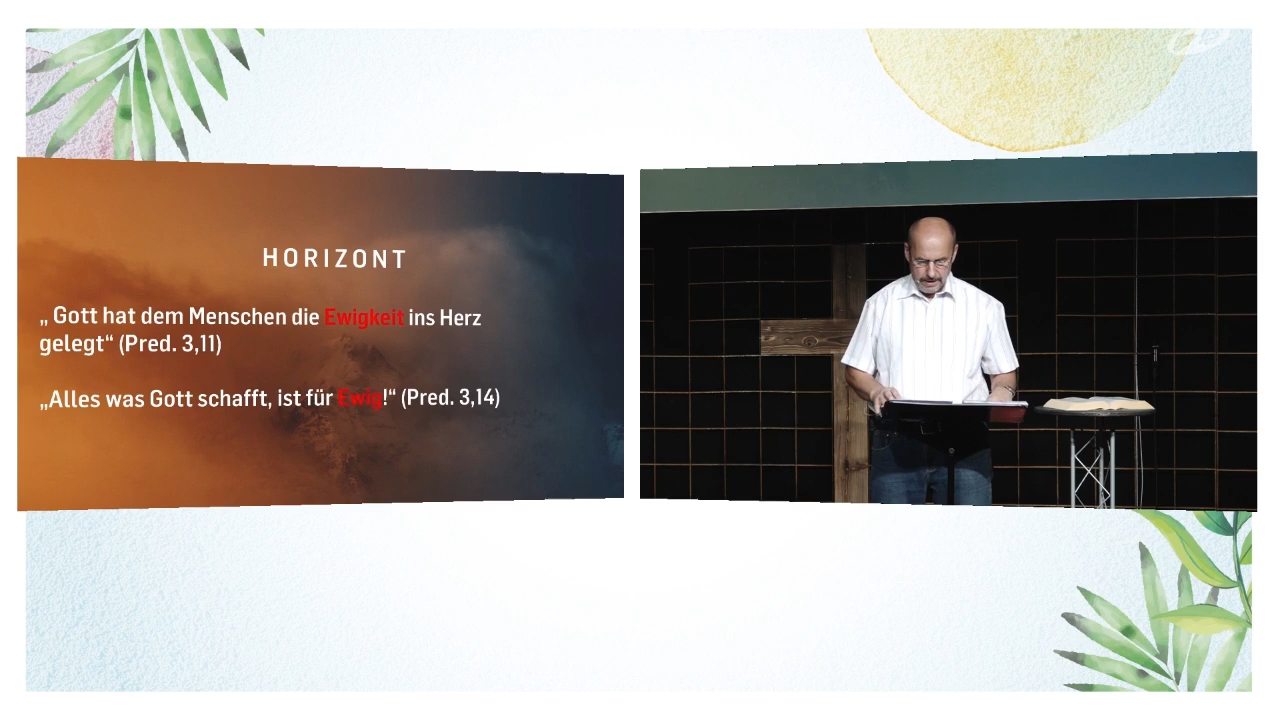 HORIZONT
„ Gott hat dem Menschen die Ewigkeit ins Herz
gelegt“ (Pred. 3,11)
„Alles was Gott schafft, ist für Ewig!“ (Pred. 3,14)